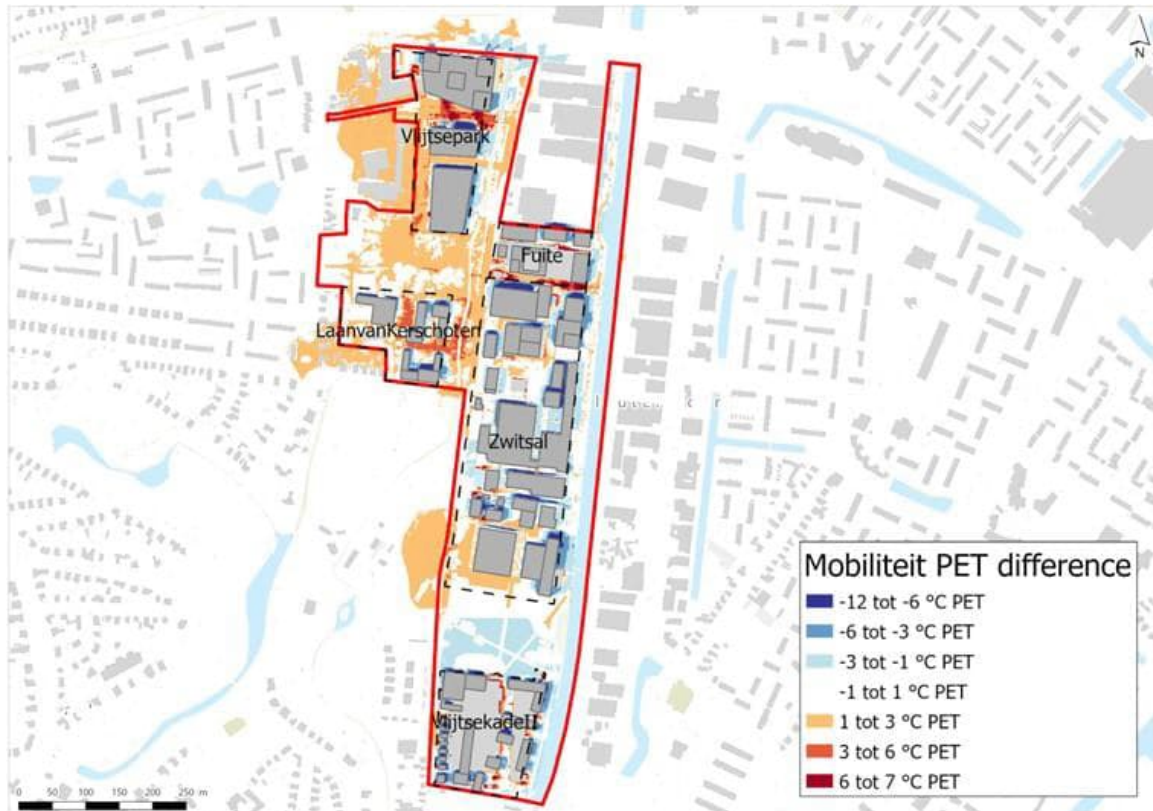 N
Vlijtsepark
Fuite
LaanvanKerschoten
Zwitsal
VlijtsekadeII
Mobiliteit PET difference
-12 tot -6 °C PET
-6 tot -3 °C PET
-3 tot -1 °C PET
-1 tot 1 °C PET
1 tot 3 °C PET
3 tot 6 °C PET
6 tot 7 °C PET
0 50 100 150 200 250 m